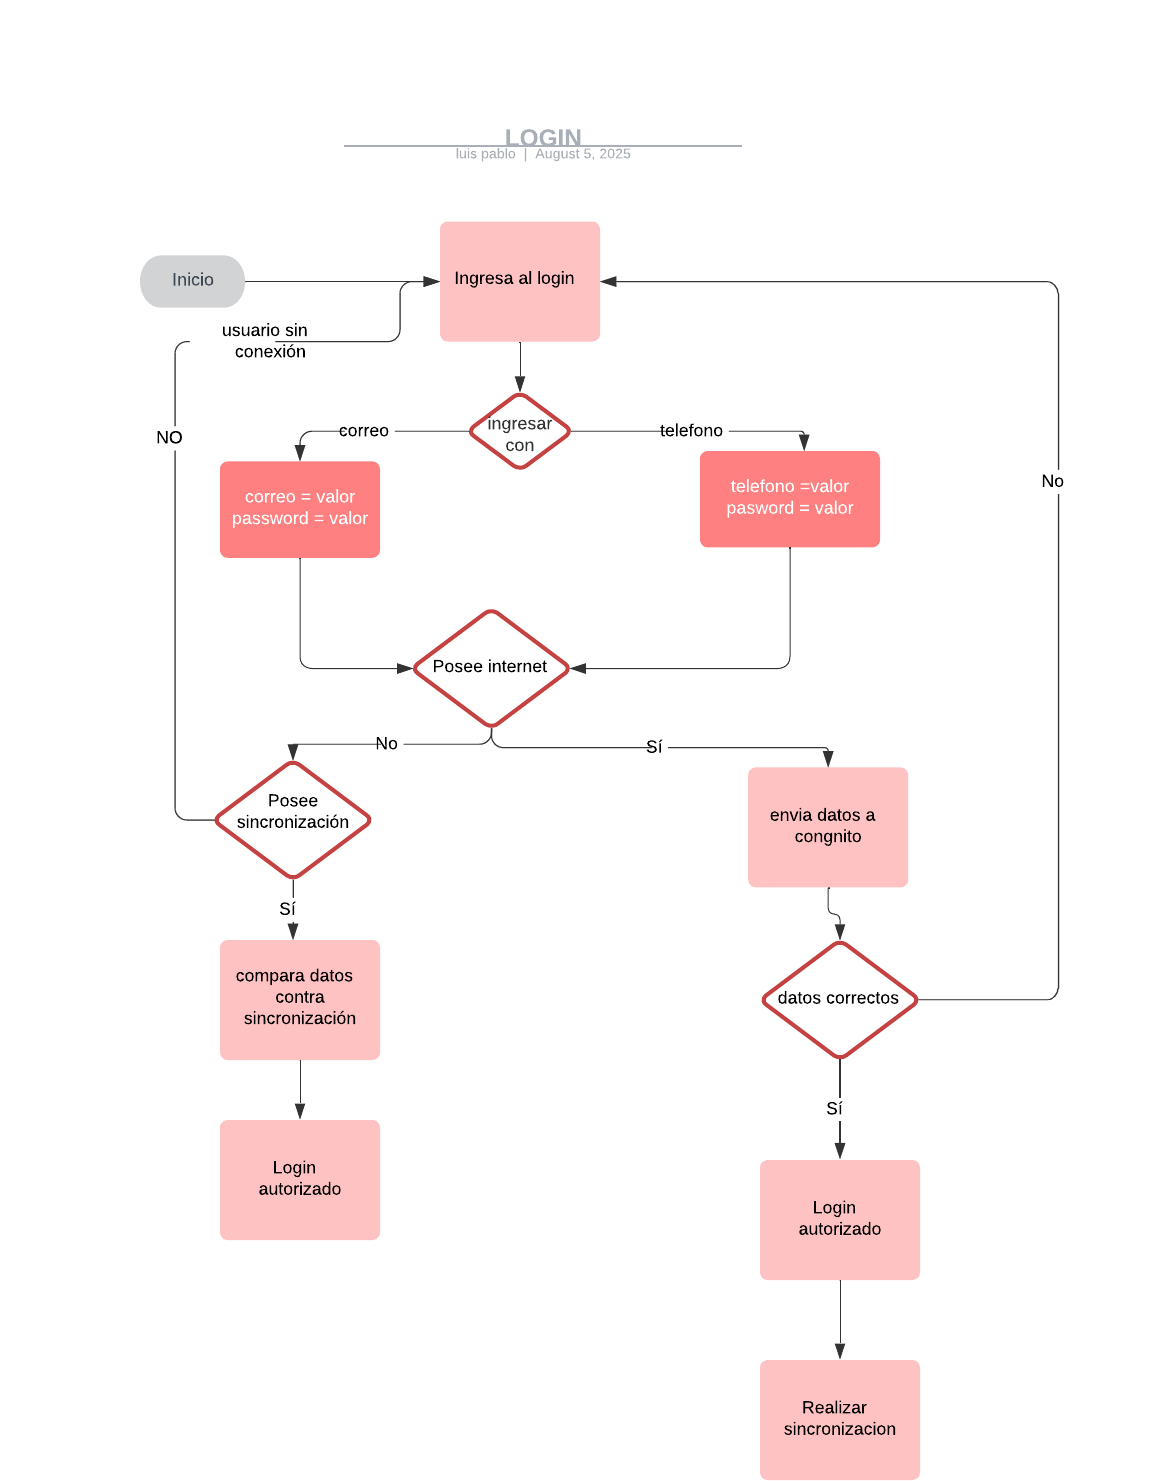 LOGIN
luis pablo | August 5, 2025
Inicio
Ingresa al login
usuario sin
conexión
NO
ingresar
con
correo
telefono
correo = valor
password = valor
telefono =valor
pasword = valor
No
Posee internet
No
Sí
Posee
sincronización
envia datos a
congnito
Sí
compara datos
contra
sincronización
datos correctos
Sí
Login
autorizado
Login
autorizado
Realizar
sincronizacion